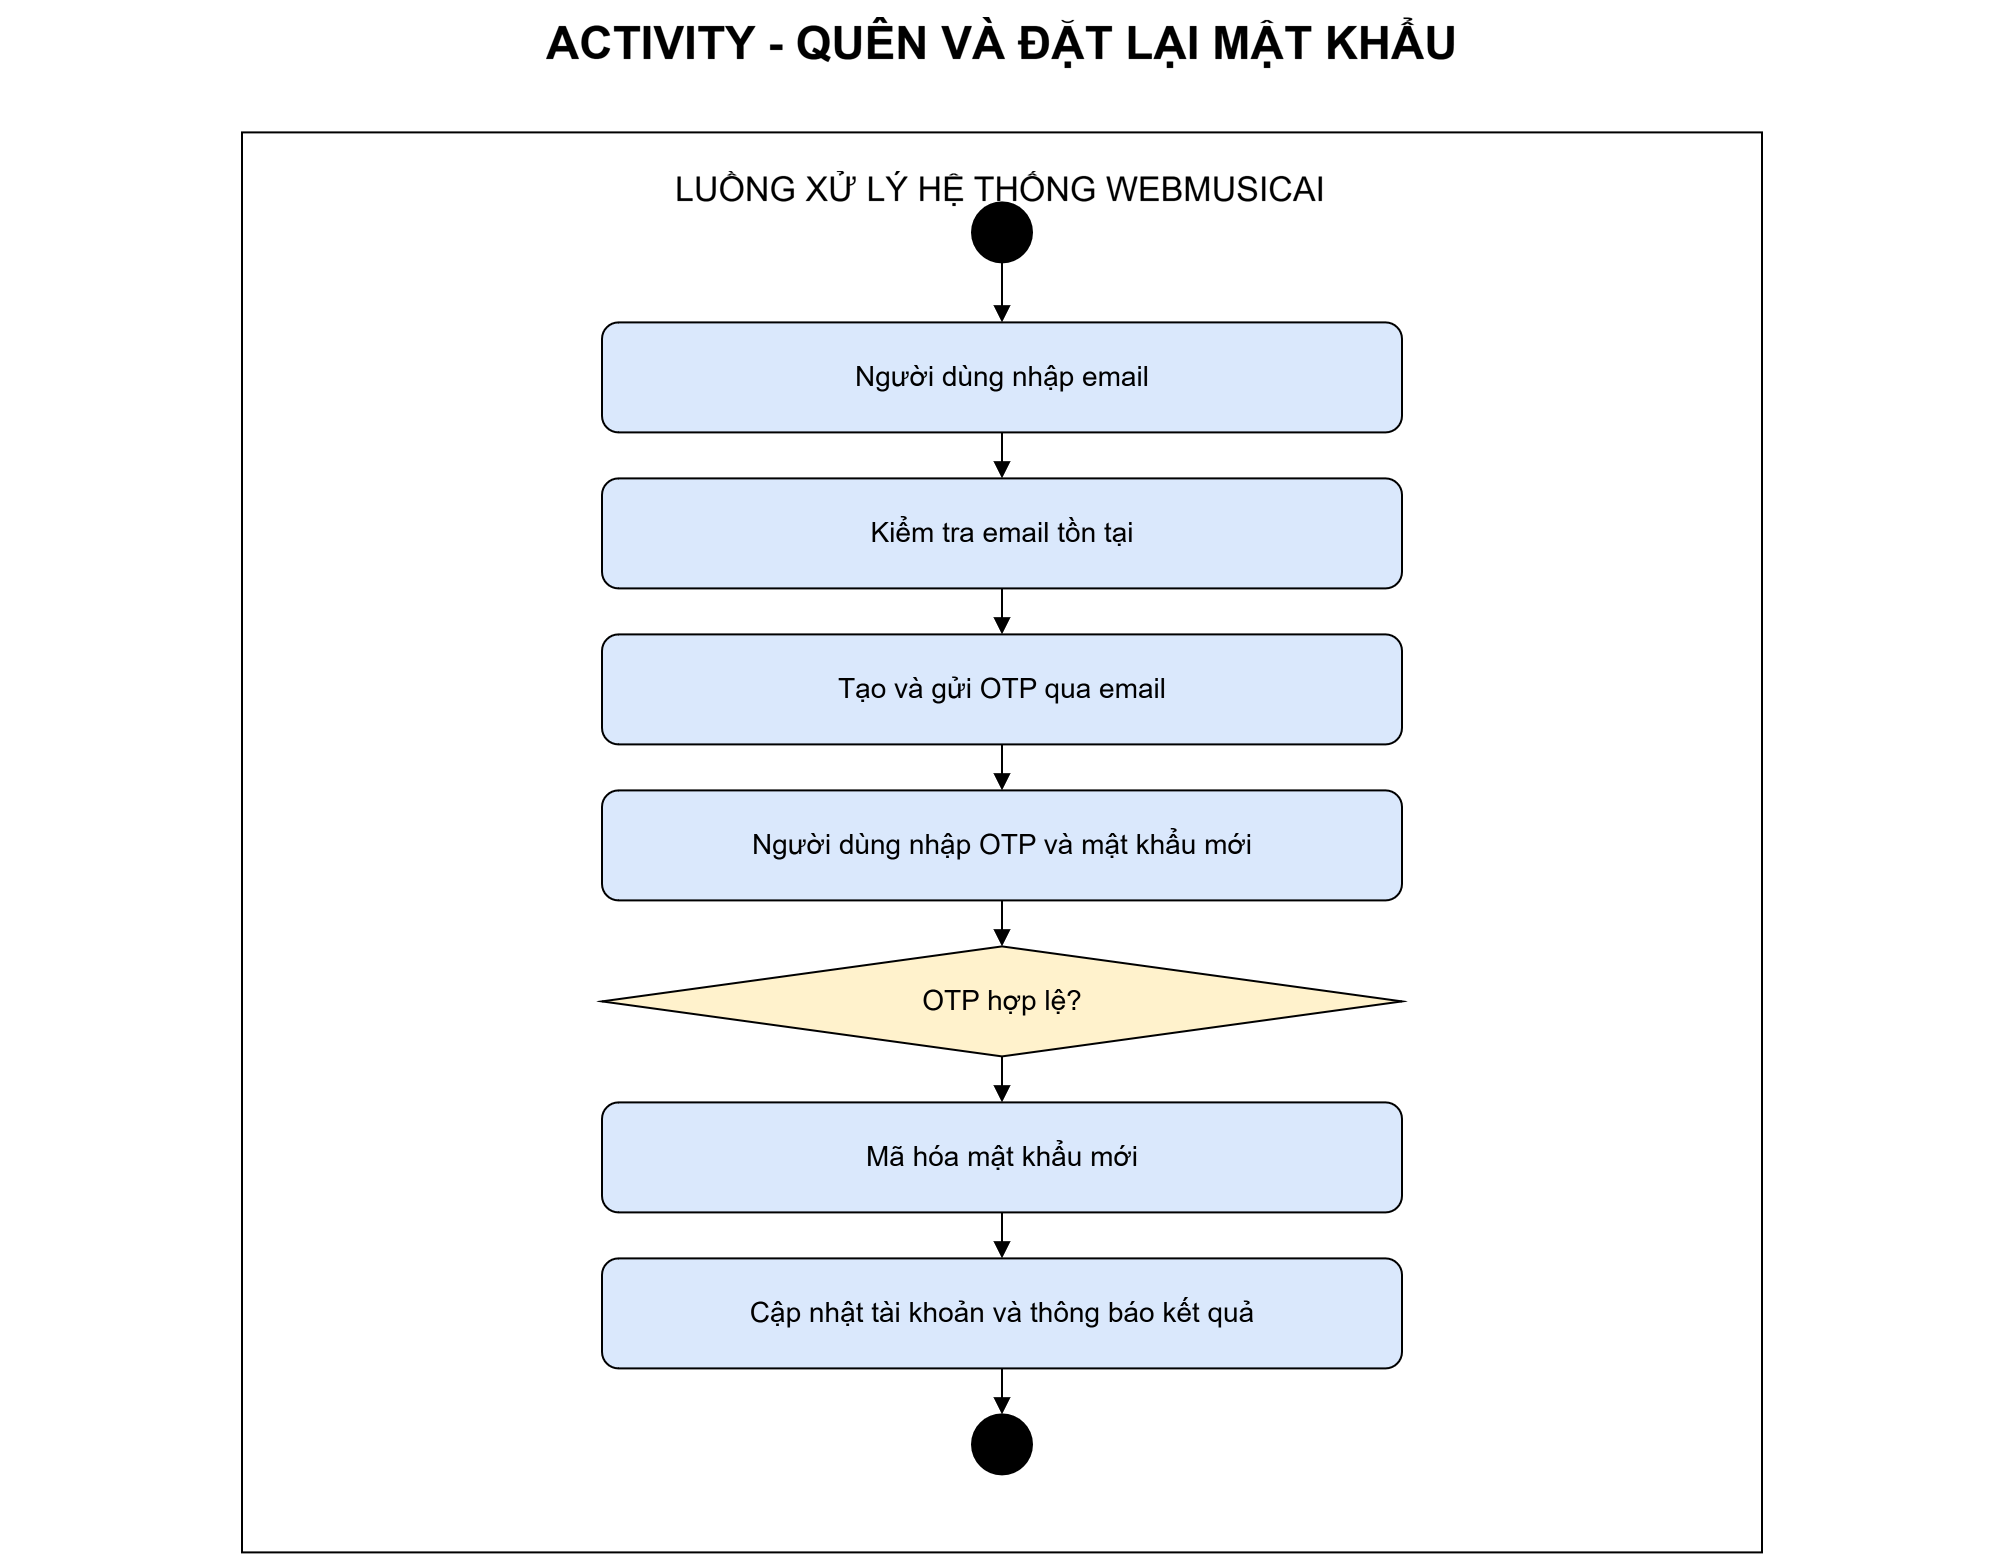 ACTIVITY - QUÊN VÀ ĐẶT LẠI MẬT KHẨU
LUỒNG XỬ LÝ HỆ THỐNG WEBMUSICAI
Người dùng nhập email
Kiểm tra email tồn tại
Tạo và gửi OTP qua email
Người dùng nhập OTP và mật khẩu mới
OTP hợp lệ?
Mã hóa mật khẩu mới
Cập nhật tài khoản và thông báo kết quả